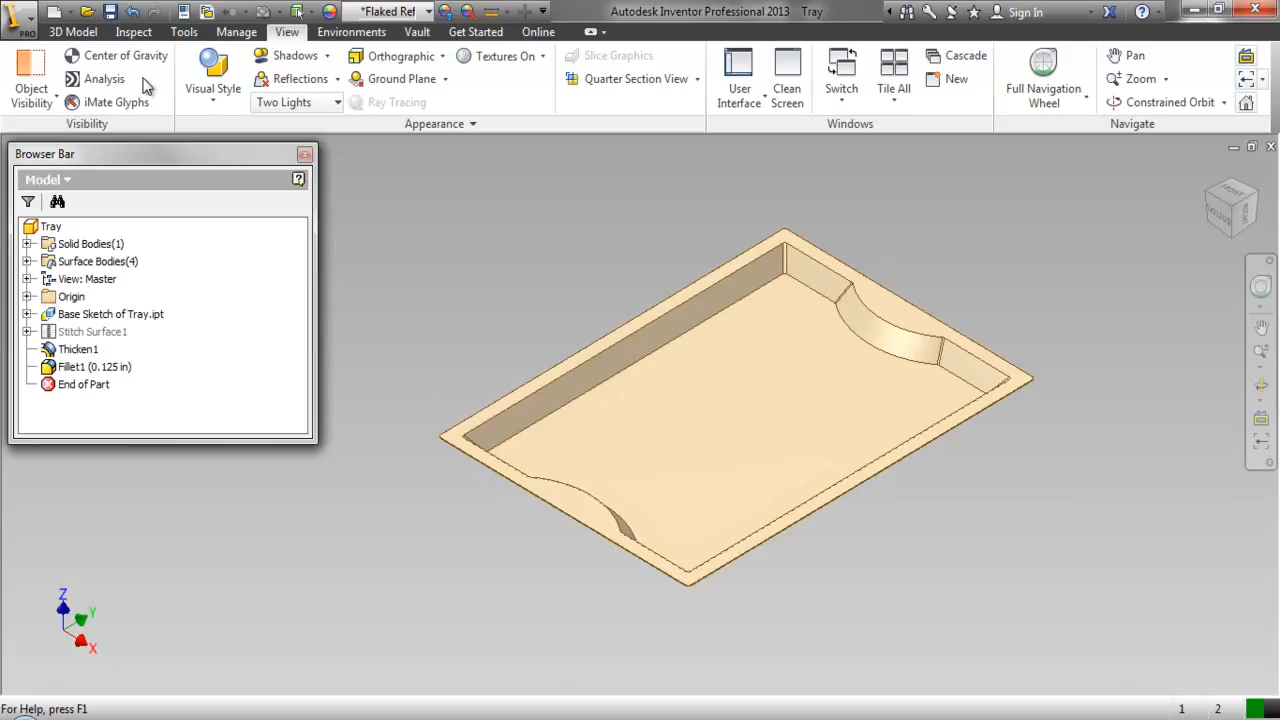 *Flaked Ref
Autodesk Inventor Professional 2013 Tray
Sign In
PRO
3D Model Inspect Tools Manage View Environments Vault Get Started Online
Center of Gravity
Analysis
iMate Glyphs
Object
Visibility
Visibility
Visual Style
Shadows
Reflections
Two Lights
Orthographic
Ground Plane
Ray Tracing
Textures On
Slice Graphics
Quarter Section View
Appearance
User
Interface
Clean
Screen
Switch
Tile All
Cascade
New
Windows
Full Navigation
Wheel
Pan
Zoom
Constrained Orbit
Navigate
Browser Bar
Model
Tray
Solid Bodies(1)
Surface Bodies(4)
View: Master
Origin
Base Sketch of Tray.ipt
Stitch Surface1
Thicken1
Fillet1 (0.125 in)
End of Part
FRONT
BOTTOM
RIGHT
Z
Y
X
For Help, press F1
1 2